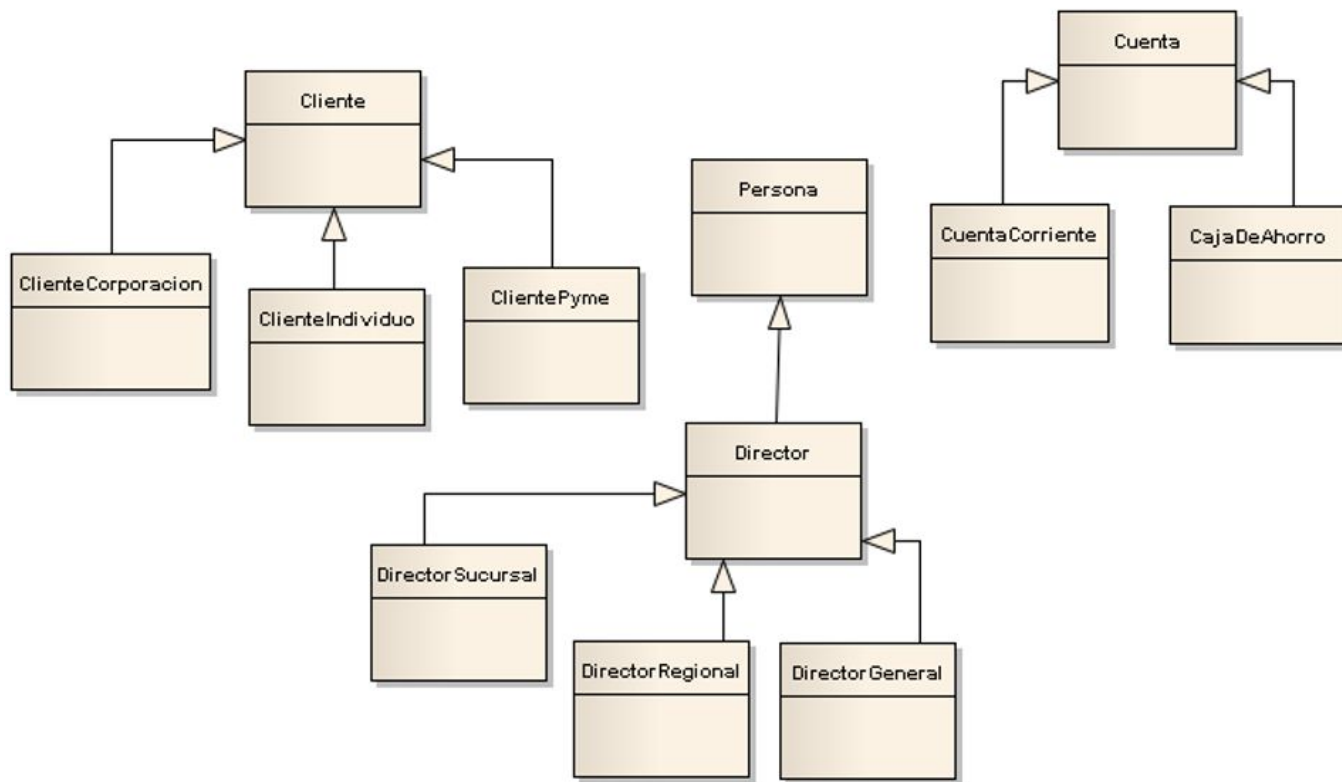 Cuenta
Cliente
Persona
CuentaCorriente
CajaDeAhorro
ClienteCorporacion
ClientePyme
ClienteIndividuo
Director
DirectorSucursal
DirectorRegional
DirectorGeneral